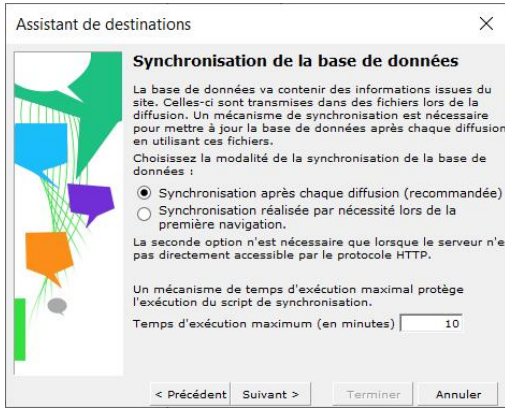 Assistant de destinations
Synchronisation de la base de données
La base de données va contenir des informations issues du
site. Celles-ci sont transmises dans des fichiers lors de la
diffusion. Un mécanisme de synchronisation est nécessaire
pour mettre à jour la base de données après chaque diffusion
en utilisant ces fichiers.
Choisissez la modalité de la synchronisation de la base de
données :
Synchronisation après chaque diffusion (recommandée)
Synchronisation réalisée par nécessité lors de la
première navigation.
La seconde option n'est nécessaire que lorsque le serveur n'e
pas directement accessible par le protocole HTTP.
Un mécanisme de temps d'exécution maximal protège
l'exécution du script de synchronisation.
Temps d'exécution maximum (en minutes) 10
< Précédent Suivant > Terminer Annuler